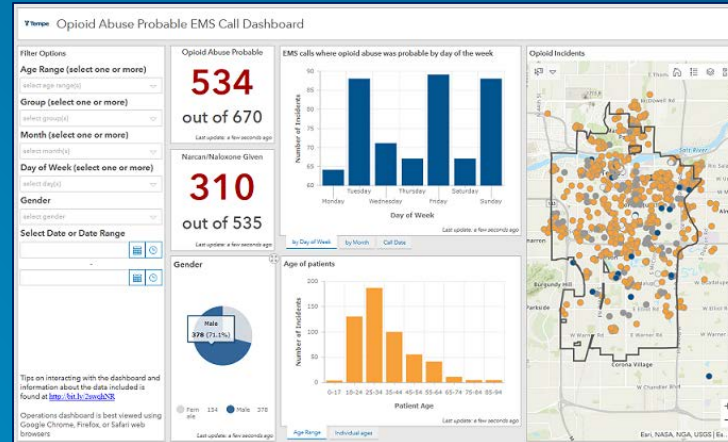 Tempe Opioid Abuse Probable EMS Call Dashboard
Filter Options
Age Range (select one or more)
select age range(s)
Group (select one or more)
select group(s)
Month (select one or more)
select month(s)
Day of Week (select one or more)
select day(s)
Gender
select gender
Select Date or Date Range
-
Tips on interacting with the dashboard and
information about the data included is
found at
Operations dashboard is best viewed using
Google Chrome, Firefox, or Safari web
browsers
Opioid Abuse Probable
534
out of 670
Last update: a few seconds ago
Narcan/Naloxone Given
310
out of 535
Last update: a few seconds ago
Gender
Male
378 (71.1%)
Fem
ale
154
Male 378
Last update: a few seconds ago
EMS calls where opioid abuse was probable by day of the week
Number of Incidents
90
85
80
75
70
65
60
Tuesday Thursday Saturday
Monday Wednesday Friday Sunday
Day of Week
Last update: a few seconds ago
by Day of Week by Month Call Data
Age of patients
Number of Incidents
200
150
100
50
0
0-17 18-24 25-34 35-44 45-54 55-64 65-74 75-84 85-94
Patient Age
Last update: a few seconds ago
Age Range Individual ages
Opioid Incidents
E McDowell Rd
Salt River
Burgundy Hill
W Warner Rd E Warner Rd
Corona Village
W Chandler Blvd
Esri, NASA, NGA, USGS